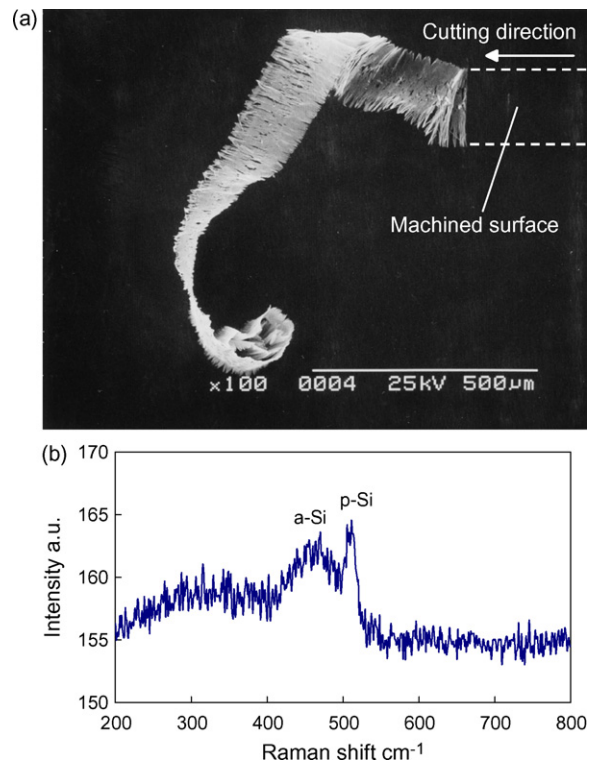 (a)
Cutting direction
Machined surface
×100 0004 25kV 500μm
(b)
170
165
160
155
150
Intensity a.u.
a-Si
p-Si
200 300 400 500 600 700 800
Raman shift cm-1